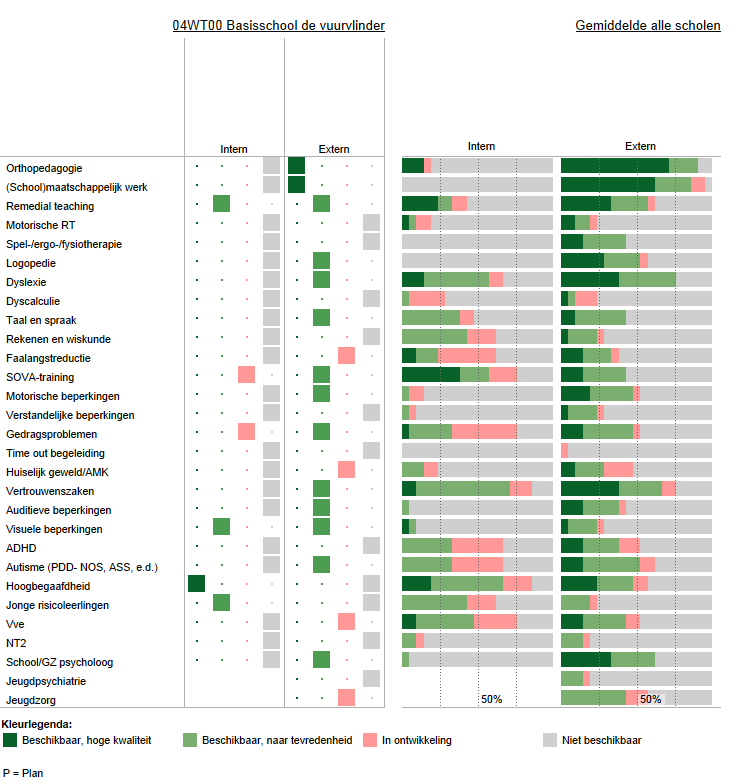 04WT00 Basisschool de vuurvlinder
Gemiddelde alle scholen
Intern
Extern
Intern
Extern
Orthopedagogie
(School)maatschappelijk werk
Remedial teaching
Motorische RT
Spel-/ergo-/fysiotherapie
Logopedie
Dyslexie
Dyscalculie
Taal en spraak
Rekenen en wiskunde
Faalangstreductie
SOVA-training
Motorische beperkingen
Verstandelijke beperkingen
Gedragsproblemen
Time out begeleiding
Huiselijk geweld/AMK
Vertrouwenszaken
Auditieve beperkingen
Visuele beperkingen
ADHD
Autisme (PDD- NOS, ASS, e.d.)
Hoogbegaafdheid
Jonge risicoleerlingen
Vve
NT2
School/GZ psycholoog
Jeugdpsychiatrie
Jeugdzorg
50%
50%
Kleurlegenda:
Beschikbaar, hoge kwaliteit
Beschikbaar, naar tevredenheid
In ontwikkeling
Niet beschikbaar
P = Plan